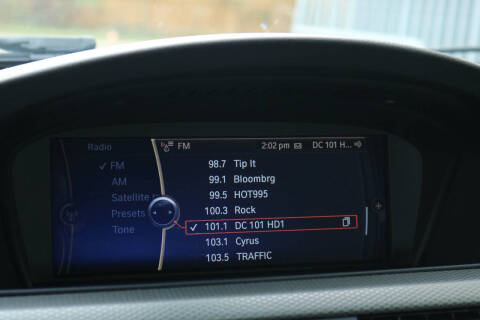 Radio
FM
2:02 pm
DC 101 H...
✓ FM
AM
Satellite
Presets
Tone
98.7 Tip It
99.1 Bloombrg
99.5 HOT995
100.3 Rock
✓ 101.1 DC 101 HD1
103.1 Cyrus
103.5 TRAFFIC